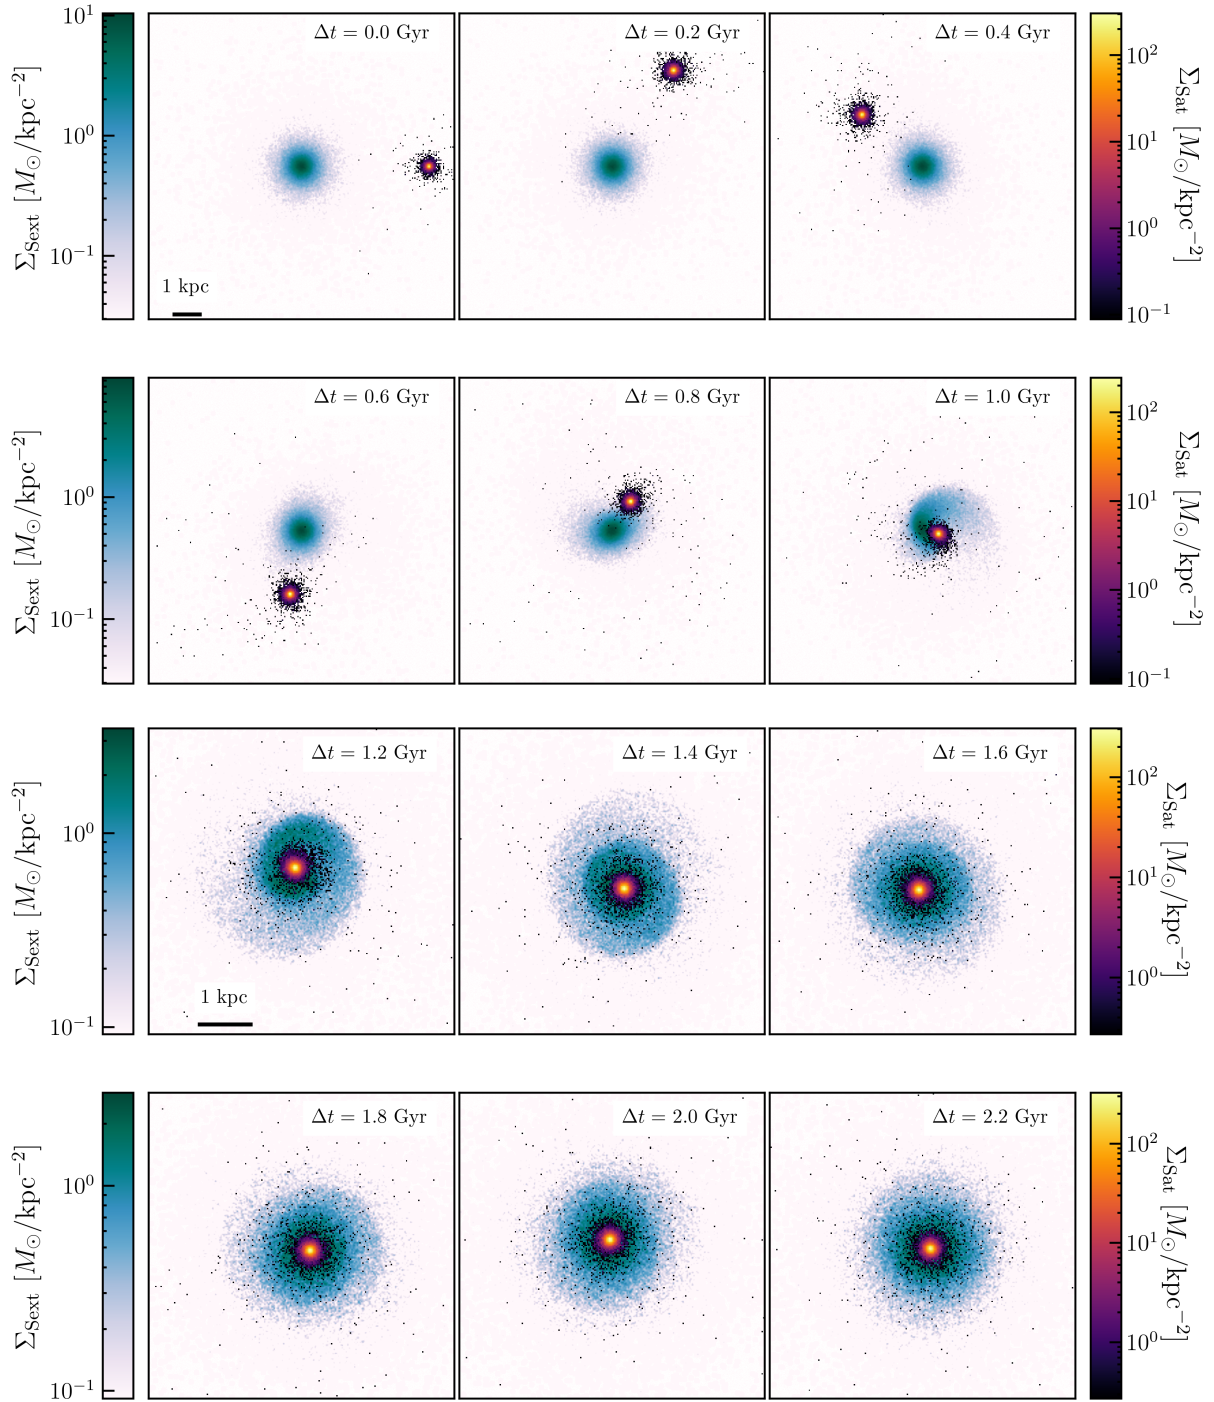 Σ_Sext [M_⊙/kpc^−2]
10^1
10^0
10^−1
Δt = 0.0 Gyr
1 kpc
Δt = 0.2 Gyr
Δt = 0.4 Gyr
10^2
10^1
10^0
10^−1
Σ_Sat [M_⊙/kpc^−2]
Σ_Sext [M_⊙/kpc^−2]
10^0
10^−1
Δt = 0.6 Gyr
Δt = 0.8 Gyr
Δt = 1.0 Gyr
10^2
10^1
10^0
10^−1
Σ_Sat [M_⊙/kpc^−2]
Σ_Sext [M_⊙/kpc^−2]
10^0
10^−1
Δt = 1.2 Gyr
1 kpc
Δt = 1.4 Gyr
Δt = 1.6 Gyr
10^2
10^1
10^0
Σ_Sat [M_⊙/kpc^−2]
Σ_Sext [M_⊙/kpc^−2]
10^0
10^−1
Δt = 1.8 Gyr
Δt = 2.0 Gyr
Δt = 2.2 Gyr
10^2
10^1
10^0
Σ_Sat [M_⊙/kpc^−2]